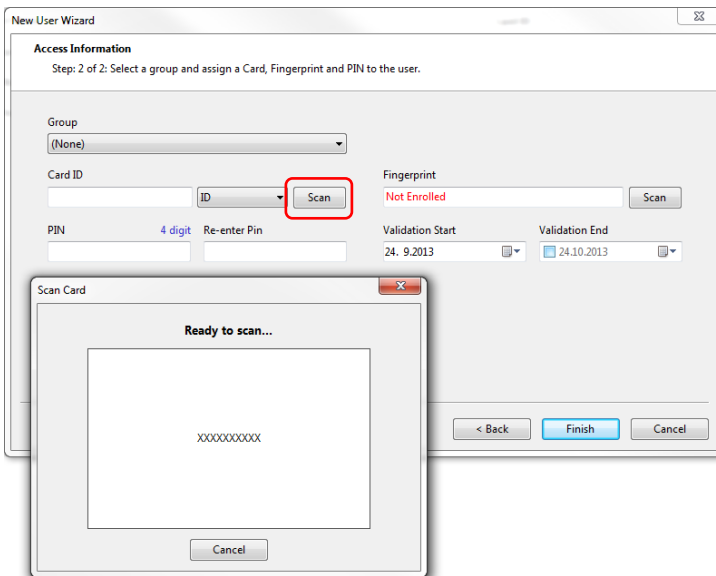 New User Wizard
Access Information
Step: 2 of 2: Select a group and assign a Card, Fingerprint and PIN to the user.
Group
(None)
Card ID
Fingerprint
ID
Scan
Not Enrolled
Scan
PIN 4 digit Re-enter Pin
Validation Start
Validation End
24. 9.2013
24.10.2013
Scan Card
Ready to scan...
XXXXXXXXXX
Cancel
< Back
Finish
Cancel